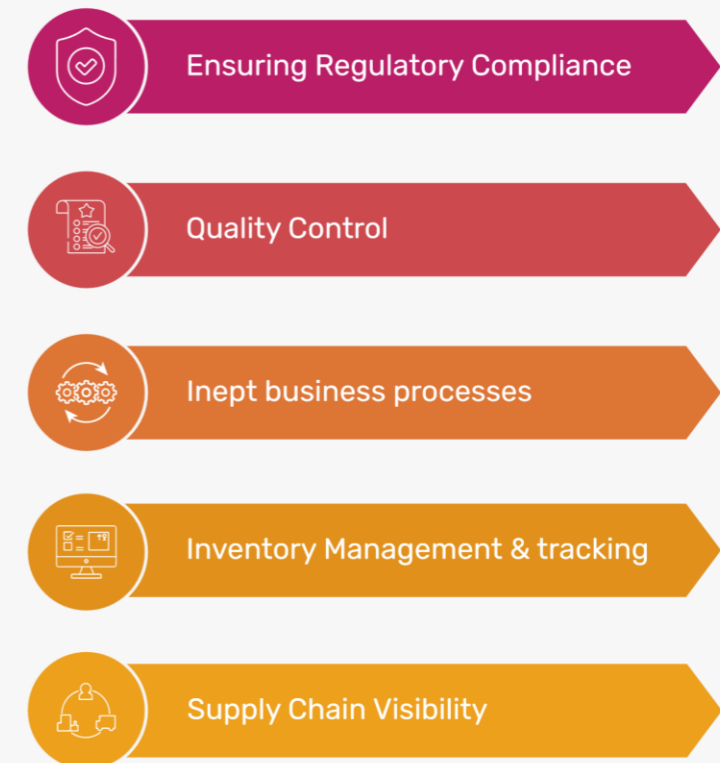 Ensuring Regulatory Compliance
Quality Control
Inept business processes
Inventory Management & tracking
Supply Chain Visibility